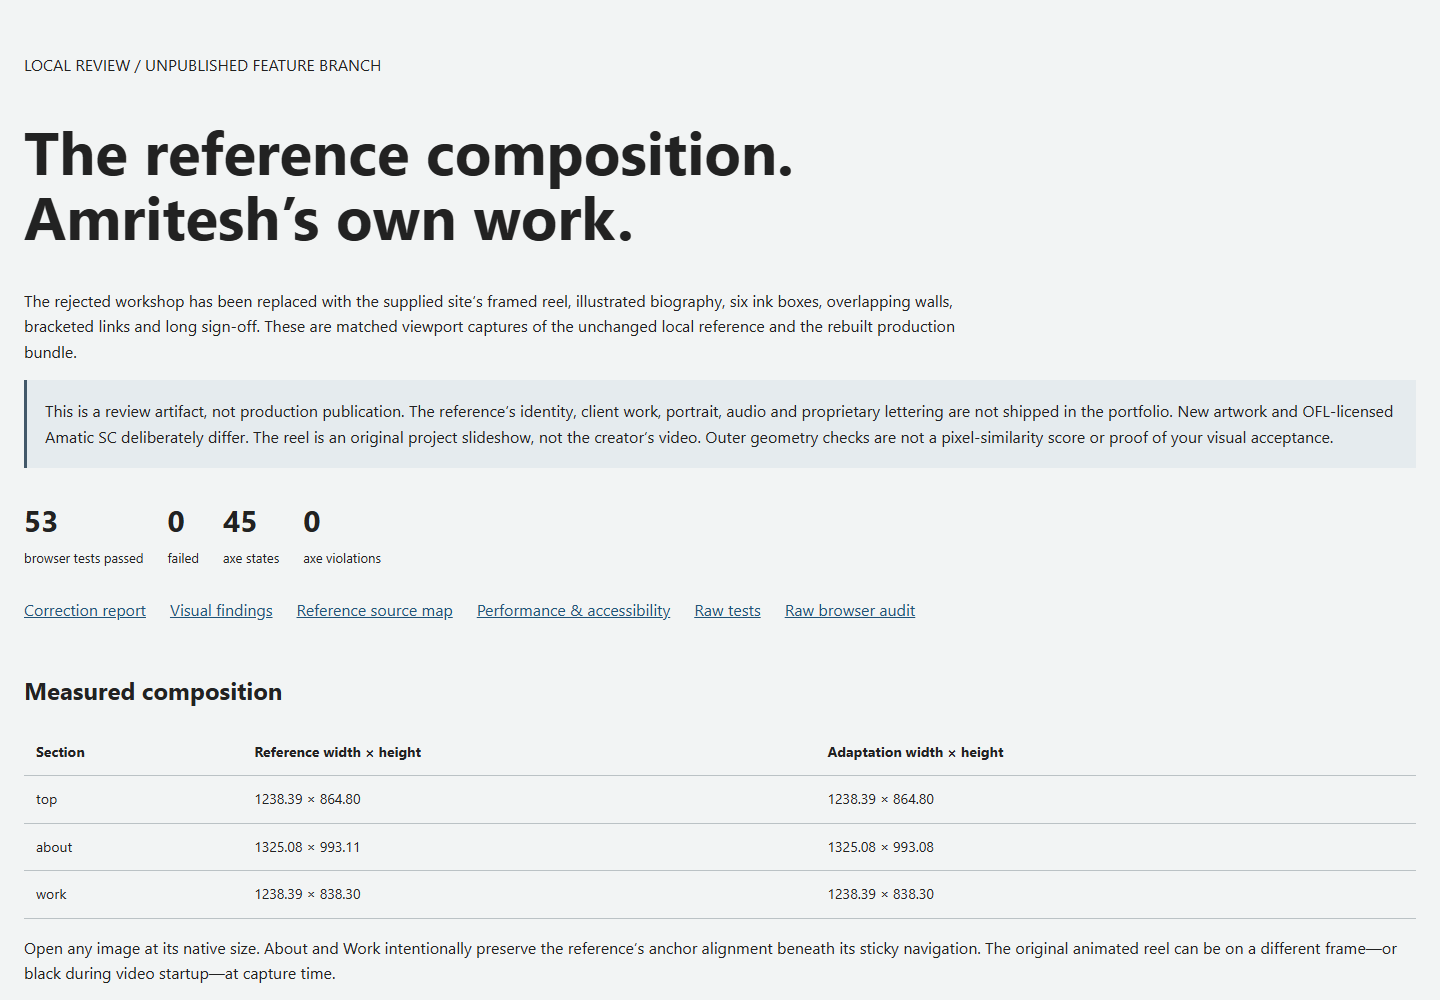 LOCAL REVIEW / UNPUBLISHED FEATURE BRANCH
The reference composition.
Amritesh’s own work.
The rejected workshop has been replaced with the supplied site’s framed reel, illustrated biography, six ink boxes, overlapping walls,
bracketed links and long sign-off. These are matched viewport captures of the unchanged local reference and the rebuilt production
bundle.
This is a review artifact, not production publication. The reference’s identity, client work, portrait, audio and proprietary lettering are not shipped in the portfolio. New artwork and OFL-licensed
Amatic SC deliberately differ. The reel is an original project slideshow, not the creator’s video. Outer geometry checks are not a pixel-similarity score or proof of your visual acceptance.
53 0 45 0
browser tests passed failed axe states axe violations
Correction report Visual findings Reference source map Performance & accessibility Raw tests Raw browser audit
Measured composition
Section Reference width × height Adaptation width × height
top 1238.39 × 864.80 1238.39 × 864.80
about 1325.08 × 993.11 1325.08 × 993.08
work 1238.39 × 838.30 1238.39 × 838.30
Open any image at its native size. About and Work intentionally preserve the reference’s anchor alignment beneath its sticky navigation. The original animated reel can be on a different frame—or
black during video startup—at capture time.